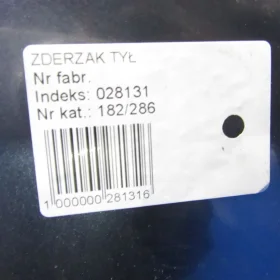 ZDERZAK TYŁ
Nr fabr.
Indeks: 028131
Nr kat.: 182/286
1 000000 281316